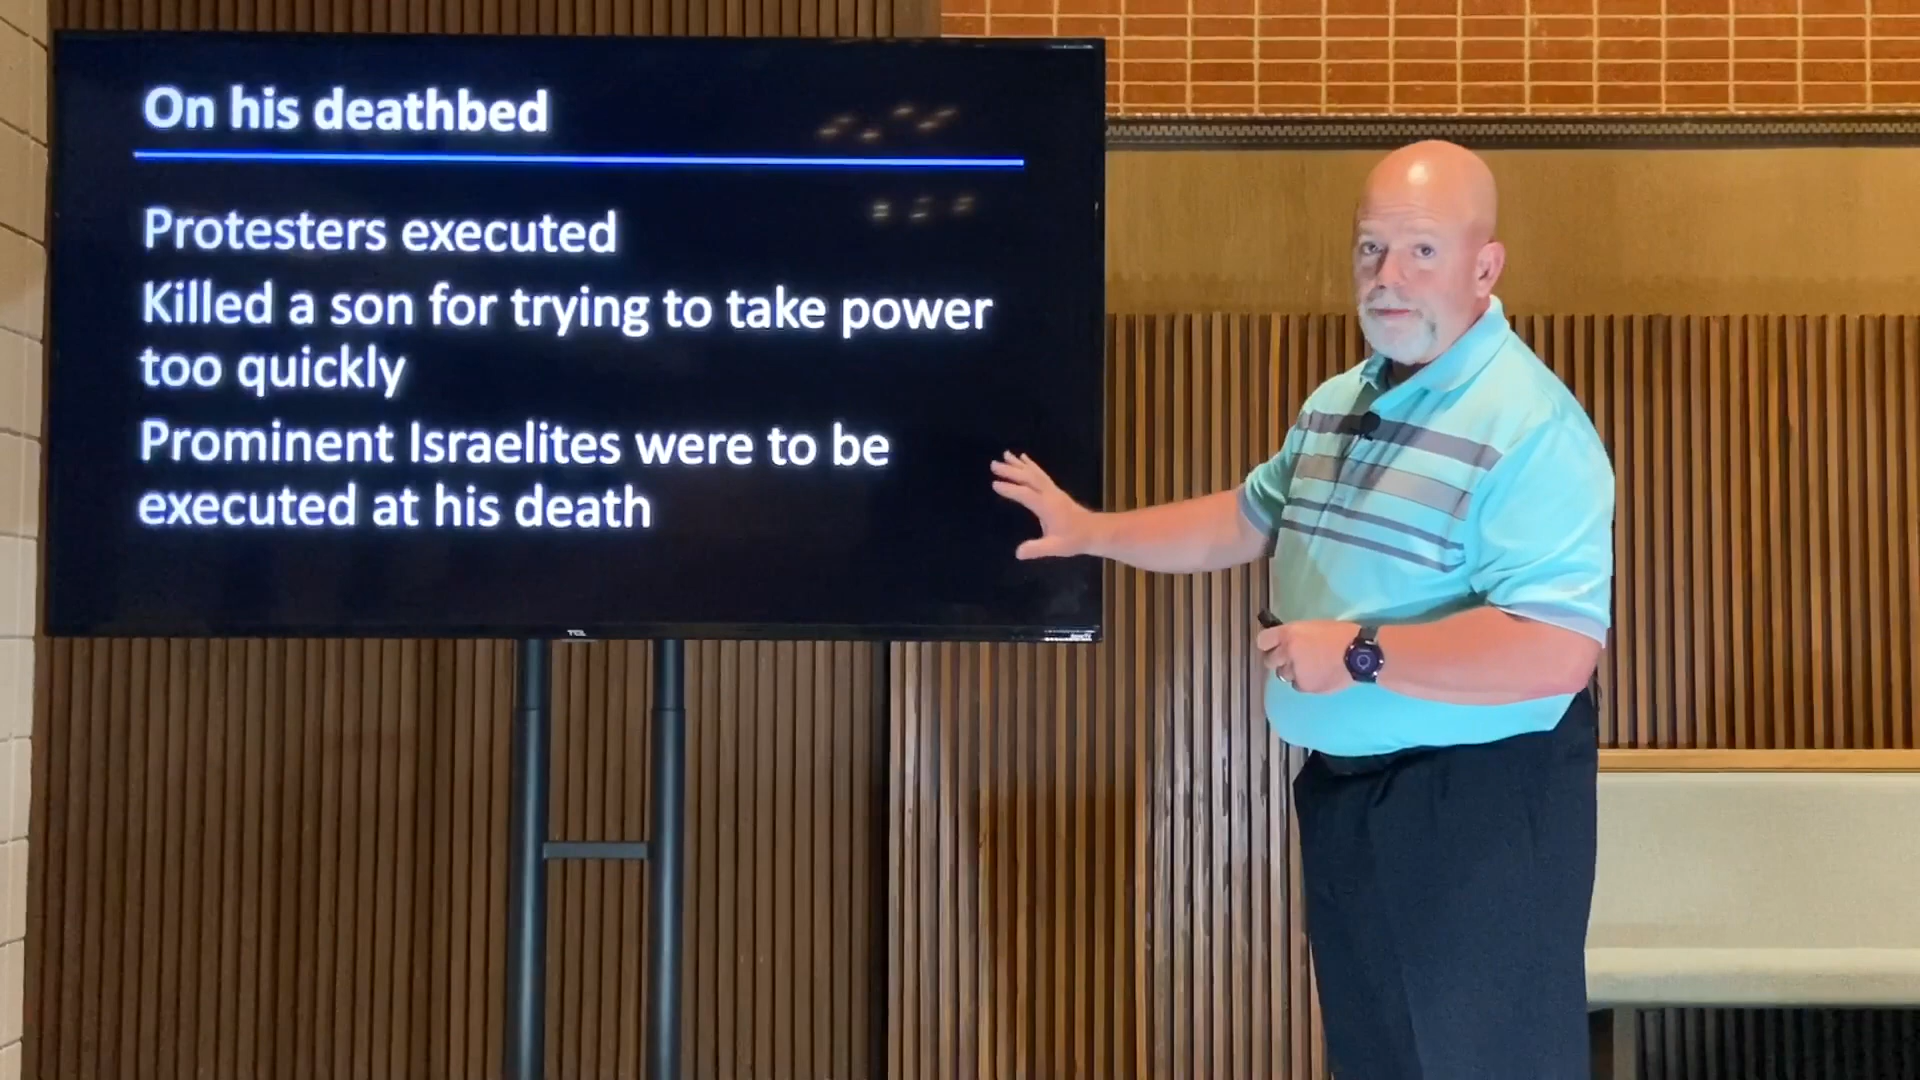 On his deathbed
Protesters executed
Killed a son for trying to take power
too quickly
Prominent Israelites were to be
executed at his death
TCL